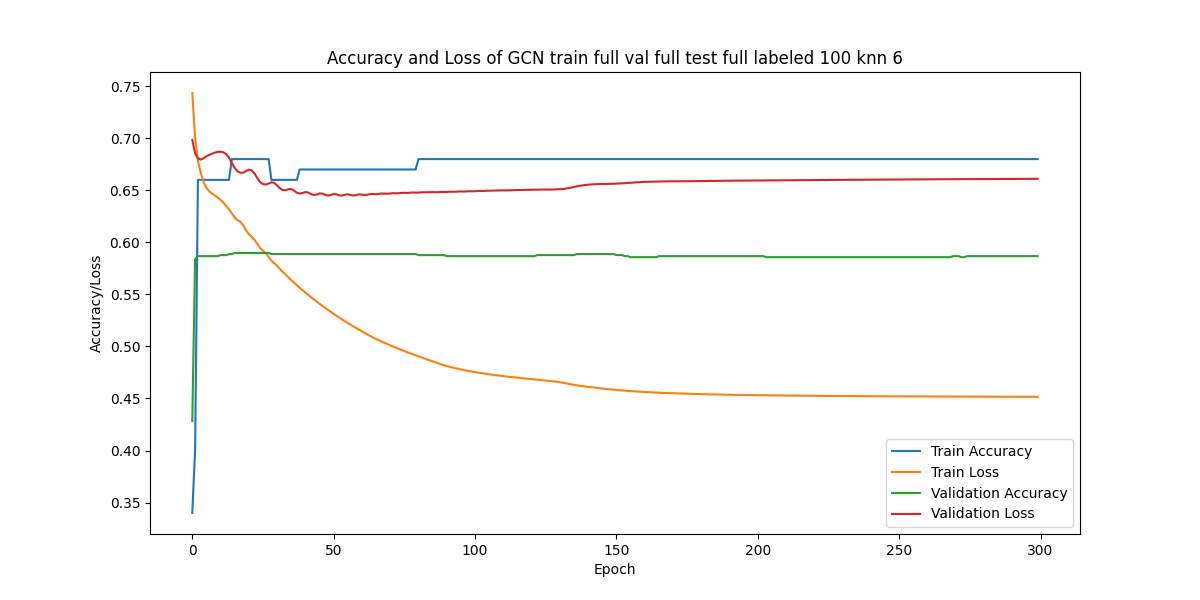 Accuracy and Loss of GCN train full val full test full labeled 100 knn 6
0.75
0.70
0.65
0.60
0.55
0.50
0.45
0.40
0.35
Accuracy/Loss
Train Accuracy
Train Loss
Validation Accuracy
Validation Loss
0 50 100 150 200 250 300
Epoch